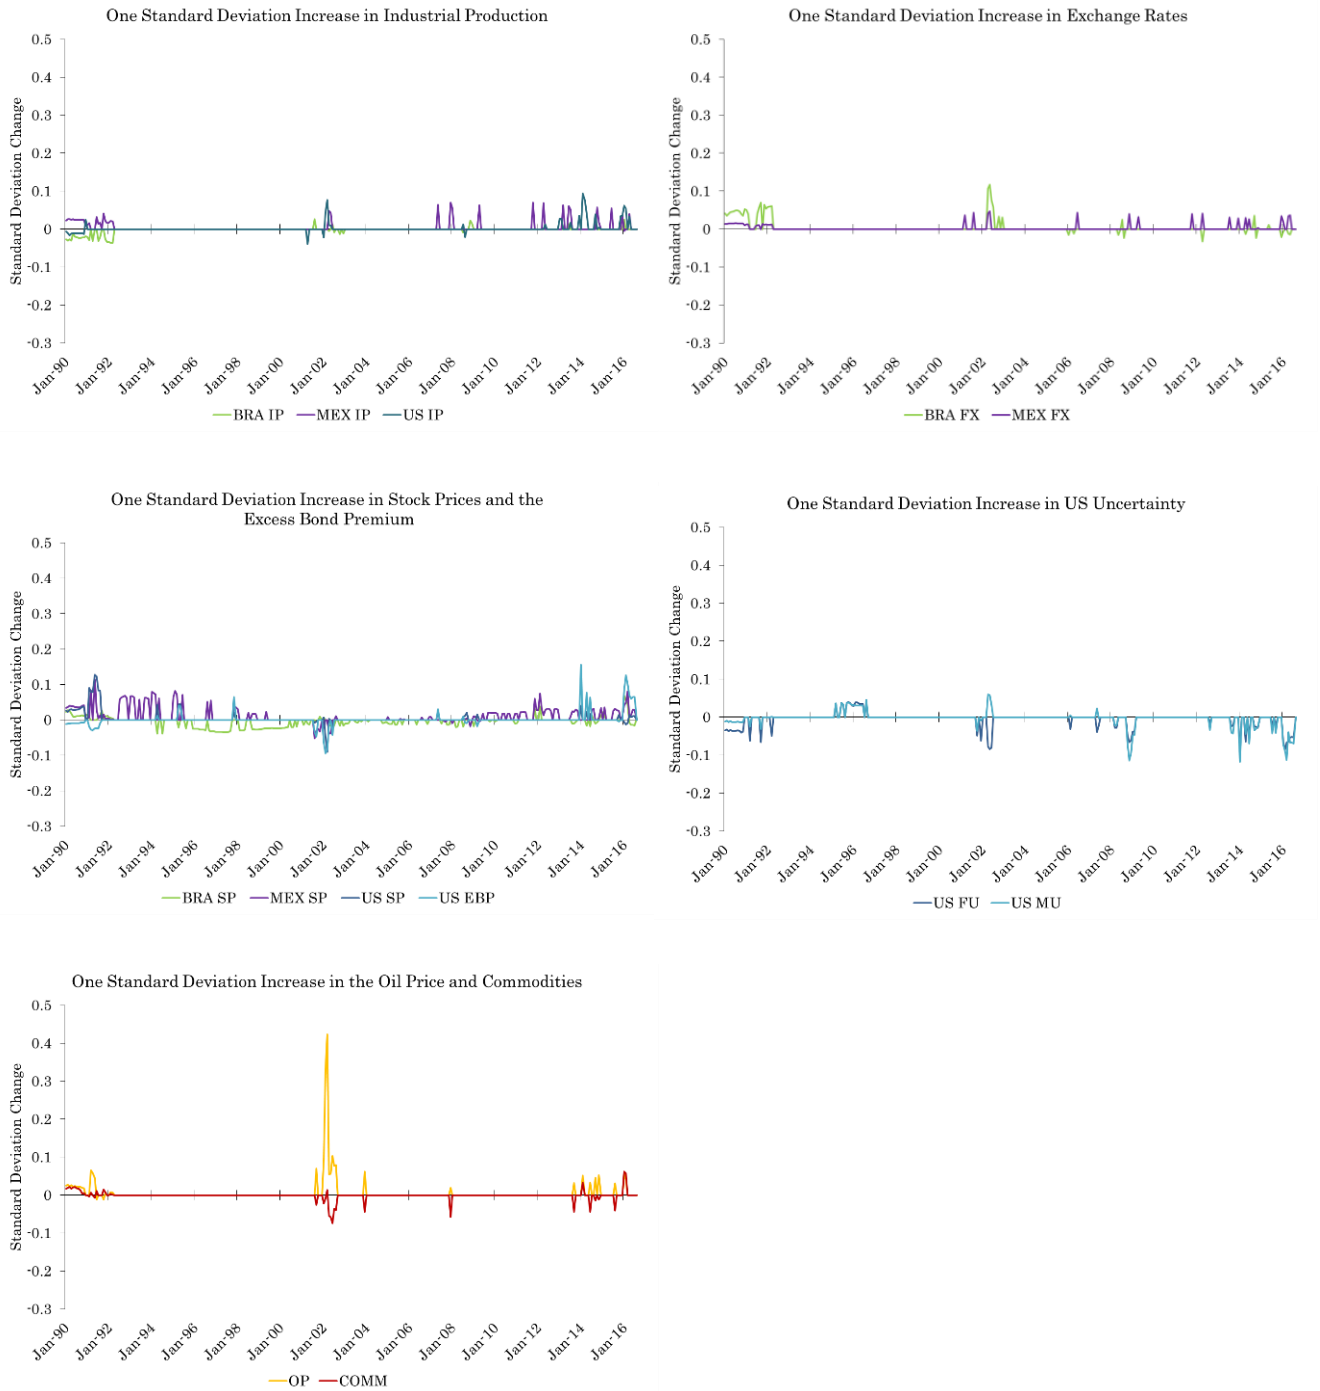 One Standard Deviation Increase in Industrial Production
Standard Deviation Change
0.5
0.4
0.3
0.2
0.1
0
-0.1
-0.2
-0.3
Jan-90
Jan-92
Jan-94
Jan-96
Jan-98
Jan-00
Jan-02
Jan-04
Jan-06
Jan-08
Jan-10
Jan-12
Jan-14
Jan-16
BRA IP MEX IP US IP
One Standard Deviation Increase in Exchange Rates
Standard Deviation Change
0.5
0.4
0.3
0.2
0.1
0
-0.1
-0.2
-0.3
Jan-90
Jan-92
Jan-94
Jan-96
Jan-98
Jan-00
Jan-02
Jan-04
Jan-06
Jan-08
Jan-10
Jan-12
Jan-14
Jan-16
BRA FX MEX FX
One Standard Deviation Increase in Stock Prices and the
Excess Bond Premium
Standard Deviation Change
0.5
0.4
0.3
0.2
0.1
0
-0.1
-0.2
-0.3
Jan-90
Jan-92
Jan-94
Jan-96
Jan-98
Jan-00
Jan-02
Jan-04
Jan-06
Jan-08
Jan-10
Jan-12
Jan-14
Jan-16
BRA SP MEX SP US SP US EBP
One Standard Deviation Increase in US Uncertainty
Standard Deviation Change
0.5
0.4
0.3
0.2
0.1
0
-0.1
-0.2
-0.3
Jan-90
Jan-92
Jan-94
Jan-96
Jan-98
Jan-00
Jan-02
Jan-04
Jan-06
Jan-08
Jan-10
Jan-12
Jan-14
Jan-16
US FU US MU
One Standard Deviation Increase in the Oil Price and Commodities
Standard Deviation Change
0.5
0.4
0.3
0.2
0.1
0
-0.1
-0.2
-0.3
Jan-90
Jan-92
Jan-94
Jan-96
Jan-98
Jan-00
Jan-02
Jan-04
Jan-06
Jan-08
Jan-10
Jan-12
Jan-14
Jan-16
OP COMM